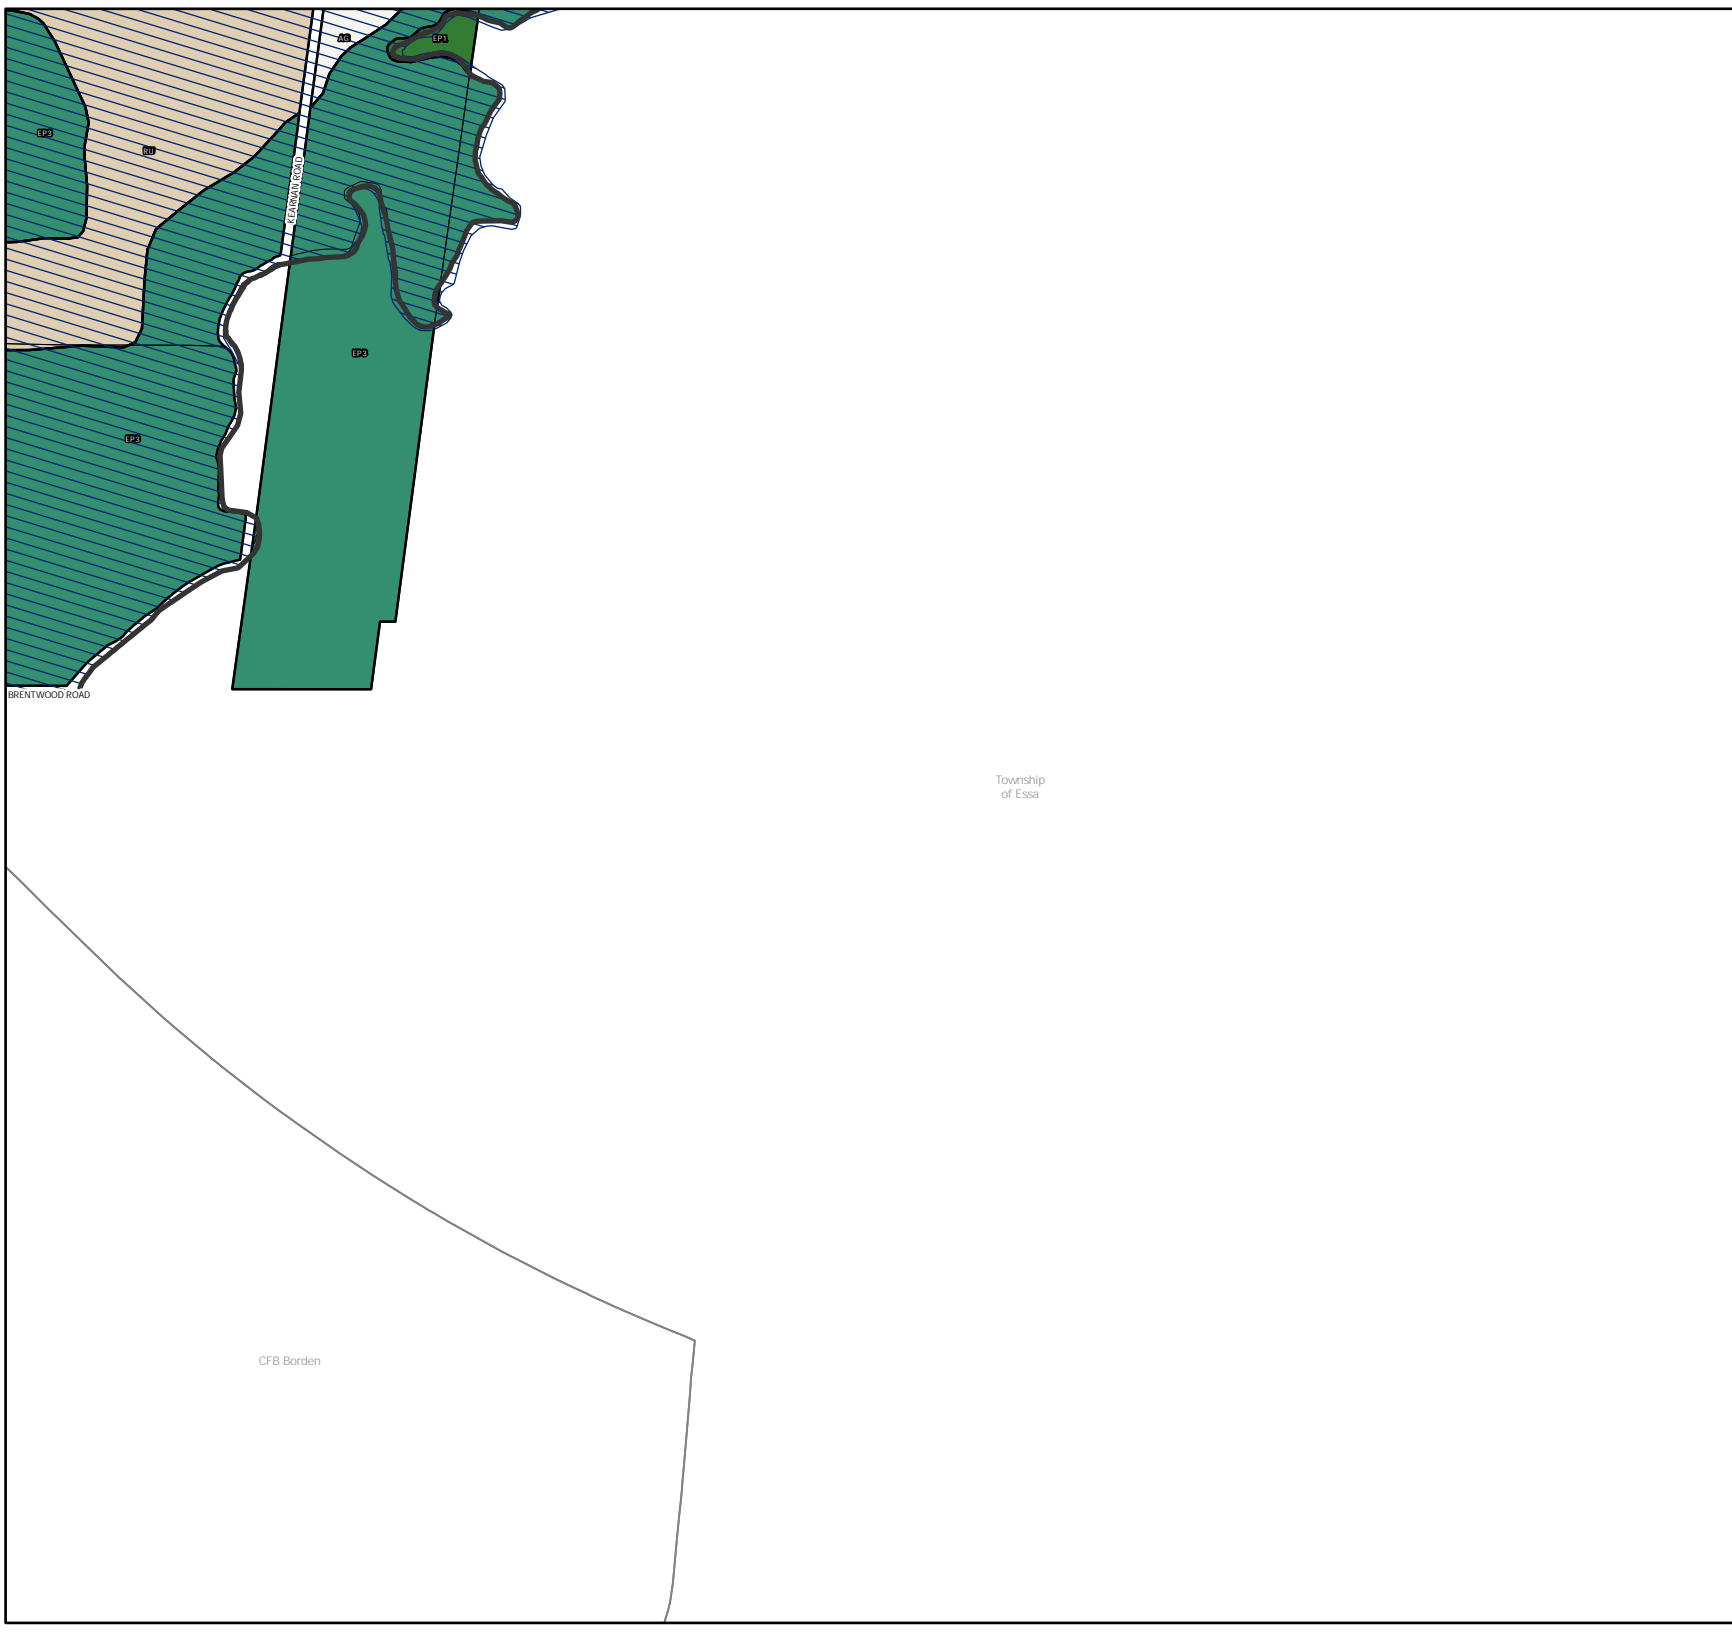 AG
EP1
EP3
RU
KEARNAN ROAD
EP3
EP3
BRENTWOOD ROAD
Township
of Essa
CFB Borden